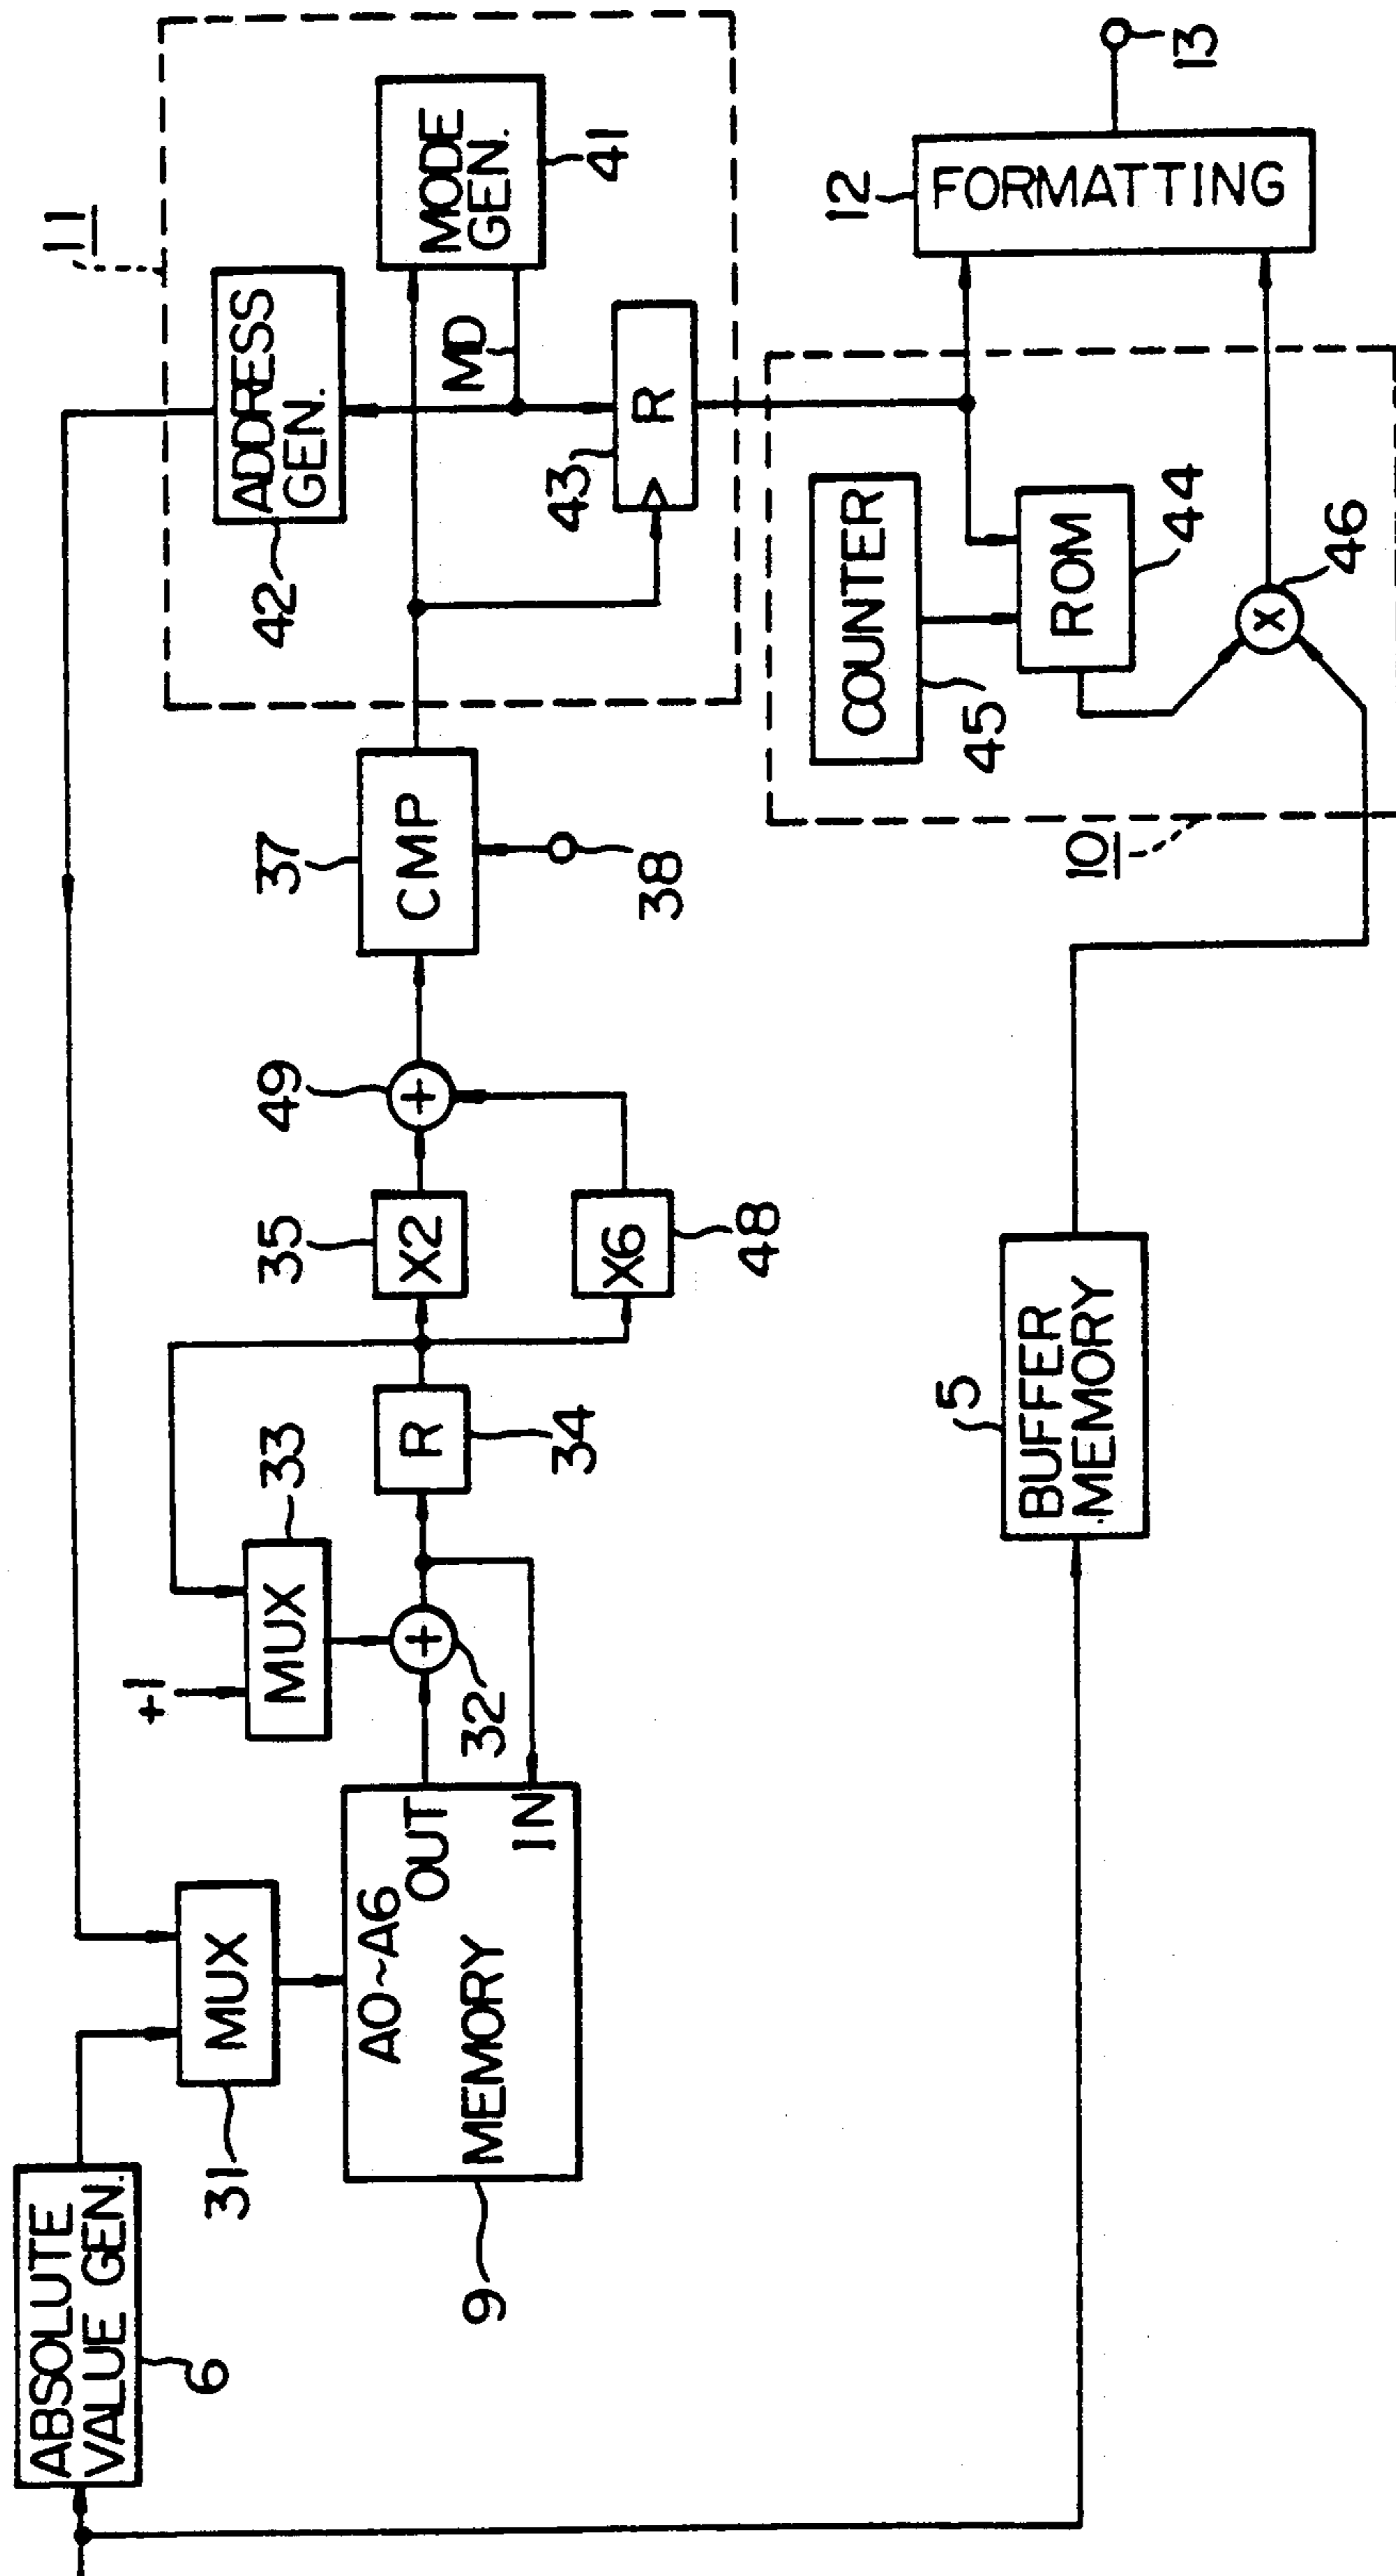 ABSOLUTE
VALUE GEN.
6
MUX
31
A0~A6
OUT
MEMORY
IN
9
+1
MUX
33
+
32
R
34
X2
35
X6
48
+
49
CMP
37
38
11
ADDRESS
GEN.
42
MODE
GEN.
41
MD
R
43
BUFFER
MEMORY
5
10
COUNTER
45
ROM
44
X
46
12
FORMATTING
13